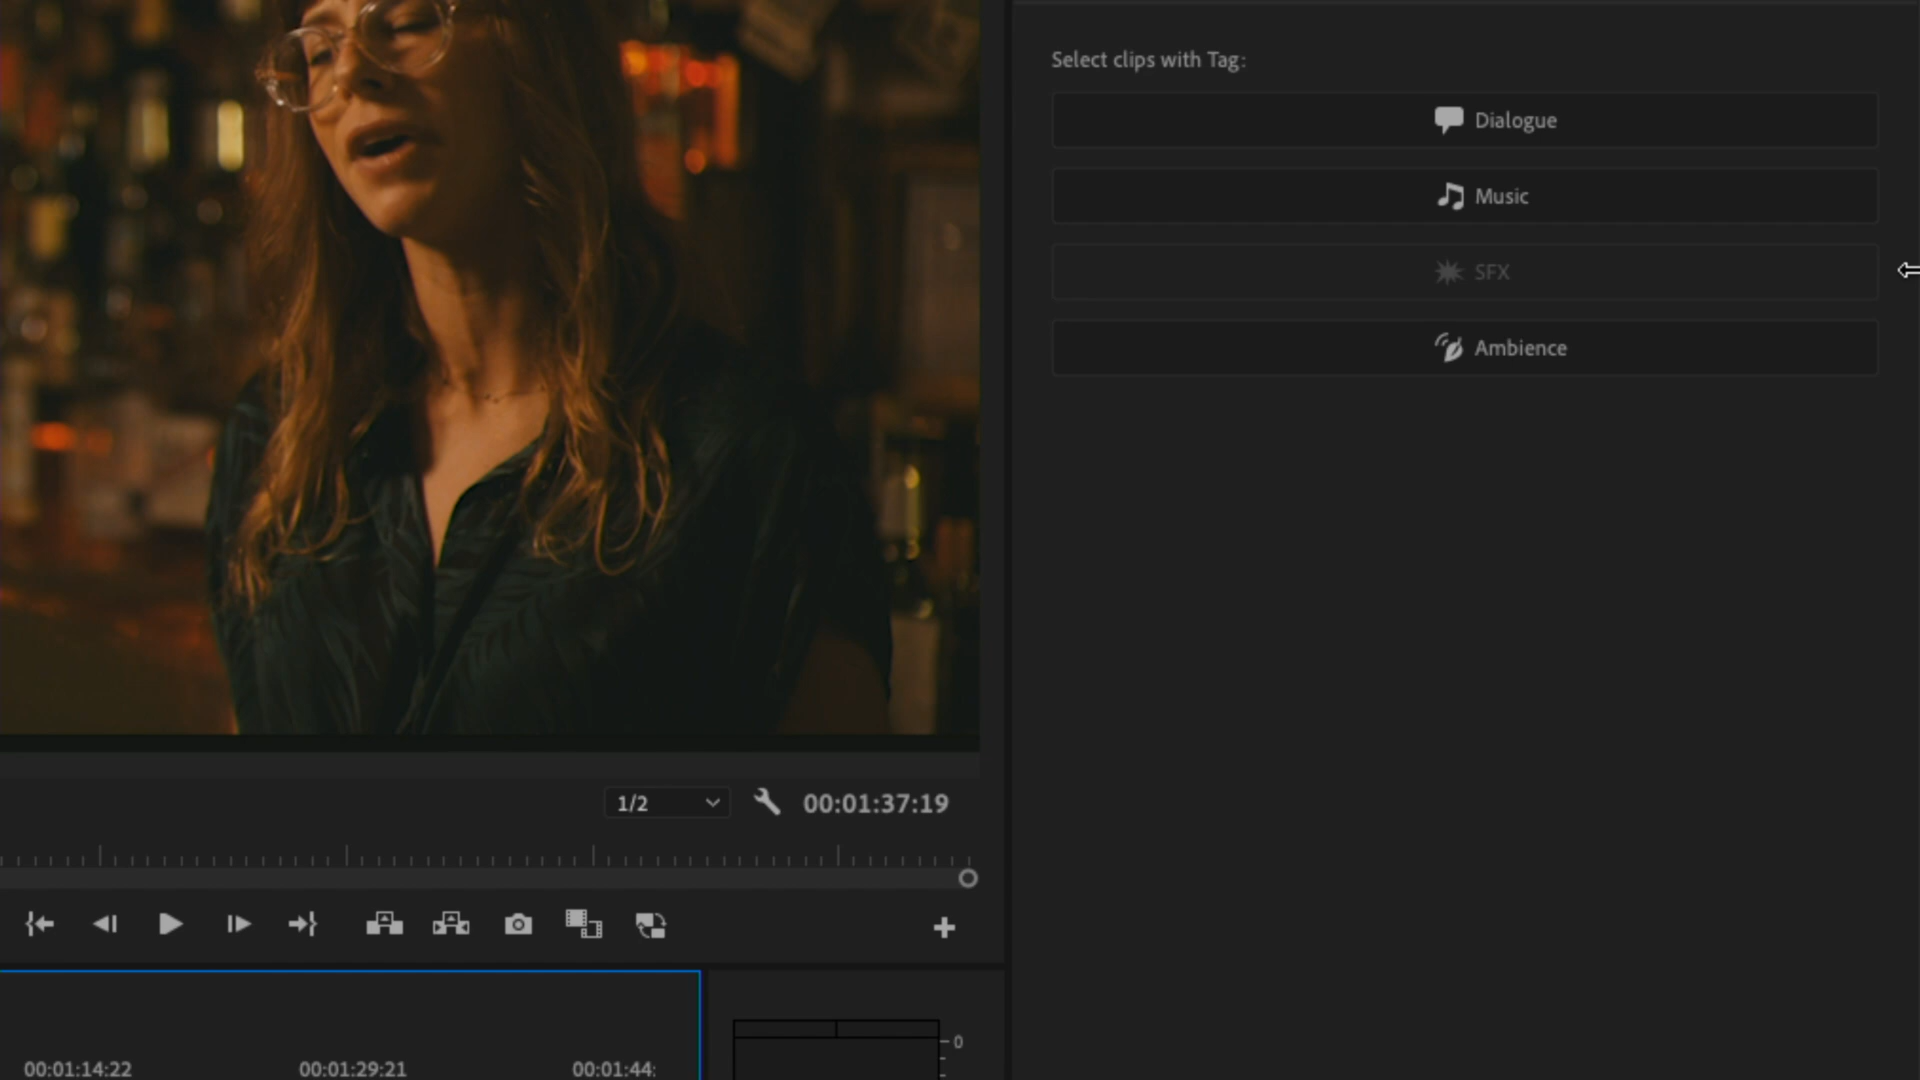 Select clips with Tag:
Dialogue
Music
SFX
Ambience
1/2
00:01:37:19
0
00:01:14:22
00:01:29:21
00:01:44: